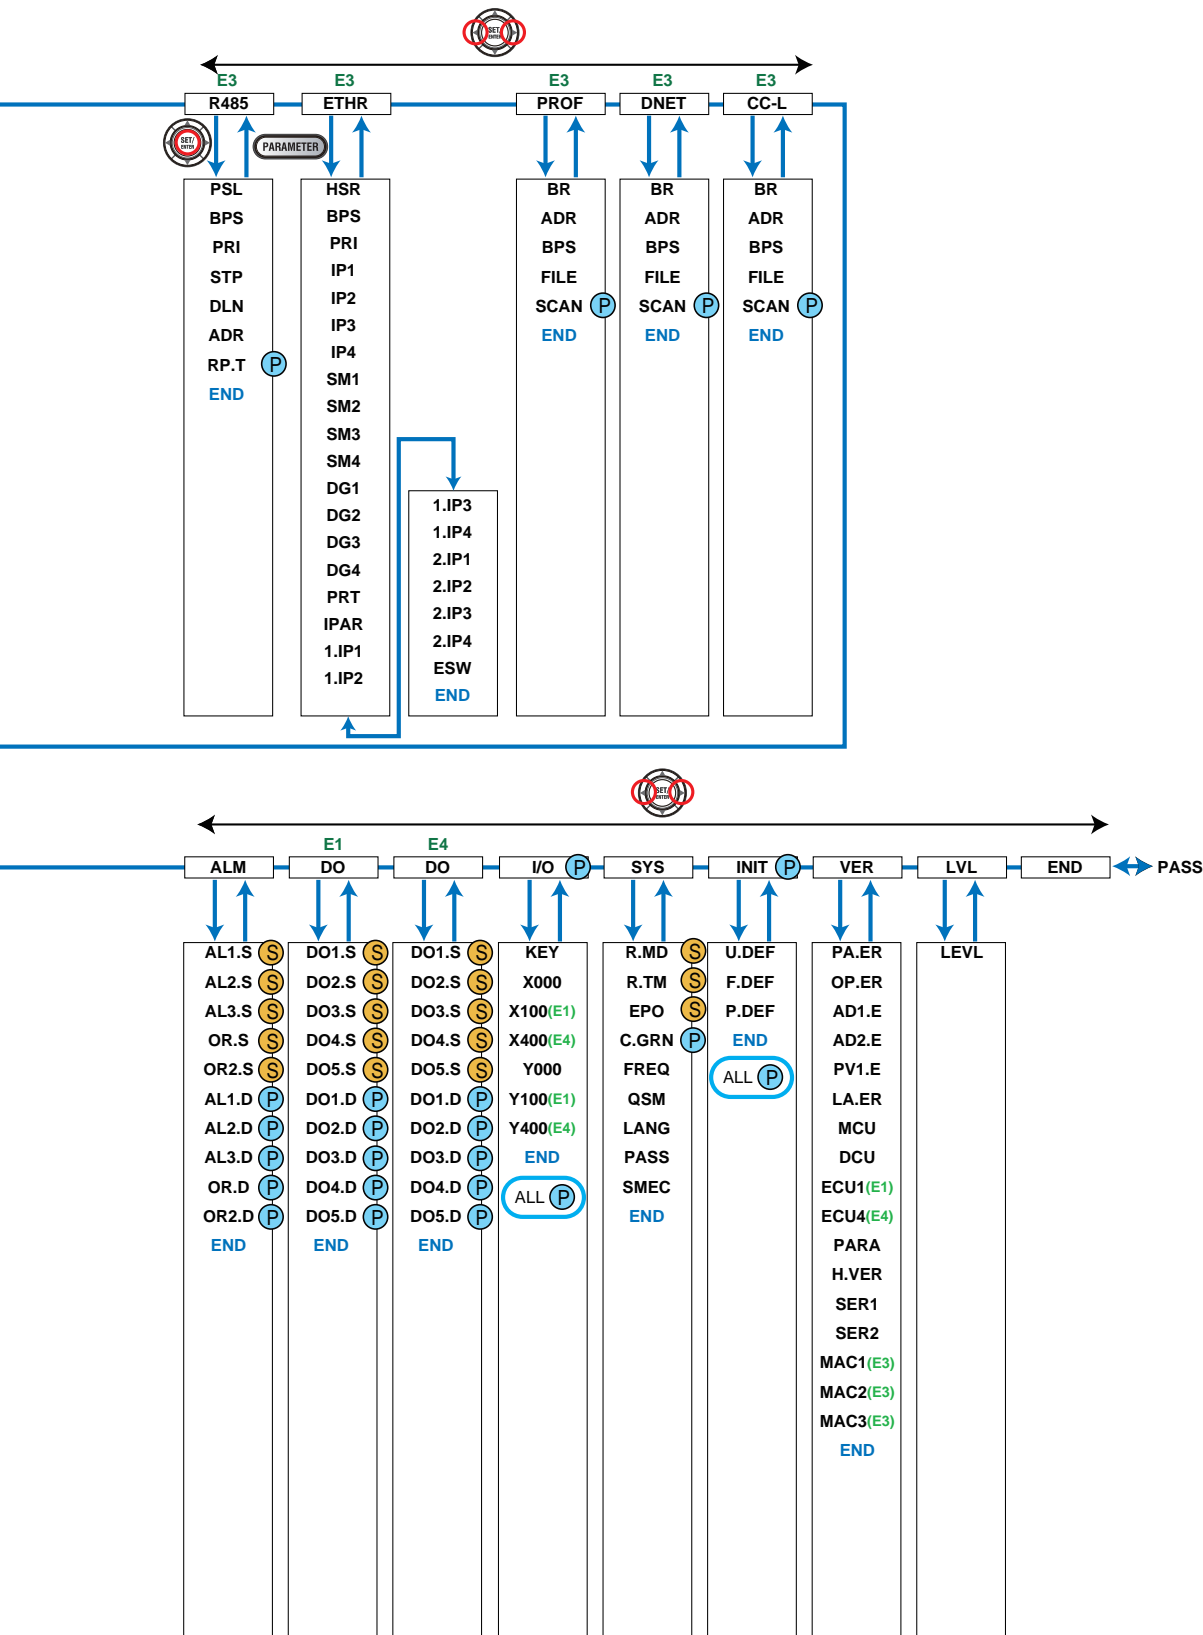 SET/
ENTER
E3 E3 E3 E3 E3
R485 ETHR PROF DNET CC-L
SET/
ENTER
PARAMETER
PSL
BPS
PRI
STP
DLN
ADR
RP.T P
END
HSR
BPS
PRI
IP1
IP2
IP3
IP4
SM1
SM2
SM3
SM4
DG1
DG2
DG3
DG4
PRT
IPAR
1.IP1
1.IP2
1.IP3
1.IP4
2.IP1
2.IP2
2.IP3
2.IP4
ESW
END
BR
ADR
BPS
FILE
SCAN P
END
BR
ADR
BPS
FILE
SCAN P
END
BR
ADR
BPS
FILE
SCAN P
END
SET/
ENTER
E1 E4
ALM DO DO I/O P SYS INIT P VER LVL END PASS
AL1.S S
AL2.S S
AL3.S S
OR.S S
OR2.S S
AL1.D P
AL2.D P
AL3.D P
OR.D P
OR2.D P
END
DO1.S S
DO2.S S
DO3.S S
DO4.S S
DO5.S S
DO1.D P
DO2.D P
DO3.D P
DO4.D P
DO5.D P
END
DO1.S S
DO2.S S
DO3.S S
DO4.S S
DO5.S S
DO1.D P
DO2.D P
DO3.D P
DO4.D P
DO5.D P
END
KEY
X000
X100(E1)
X400(E4)
Y000
Y100(E1)
Y400(E4)
END
ALL P
R.MD S
R.TM S
EPO S
C.GRN P
FREQ
QSM
LANG
PASS
SMEC
END
U.DEF
F.DEF
P.DEF
END
ALL P
PA.ER
OP.ER
AD1.E
AD2.E
PV1.E
LA.ER
MCU
DCU
ECU1(E1)
ECU4(E4)
PARA
H.VER
SER1
SER2
MAC1(E3)
MAC2(E3)
MAC3(E3)
END
LEVL